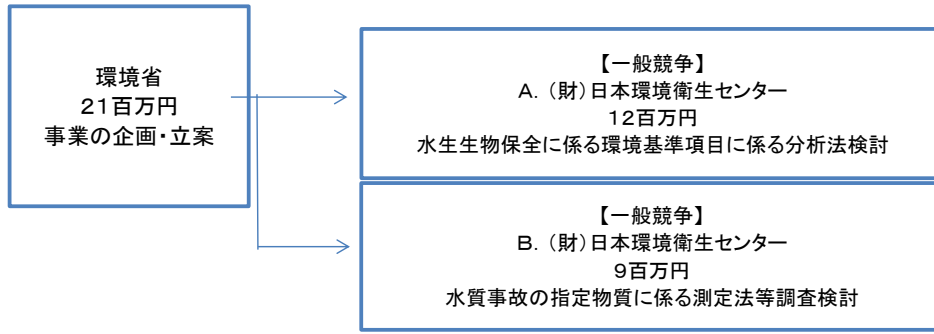 環境省
21百万円
事業の企画・立案
【一般競争】
A. (財)日本環境衛生センター
12百万円
水生生物保全に係る環境基準項目に係る分析法検討
【一般競争】
B. (財)日本環境衛生センター
9百万円
水質事故の指定物質に係る測定法等調査検討